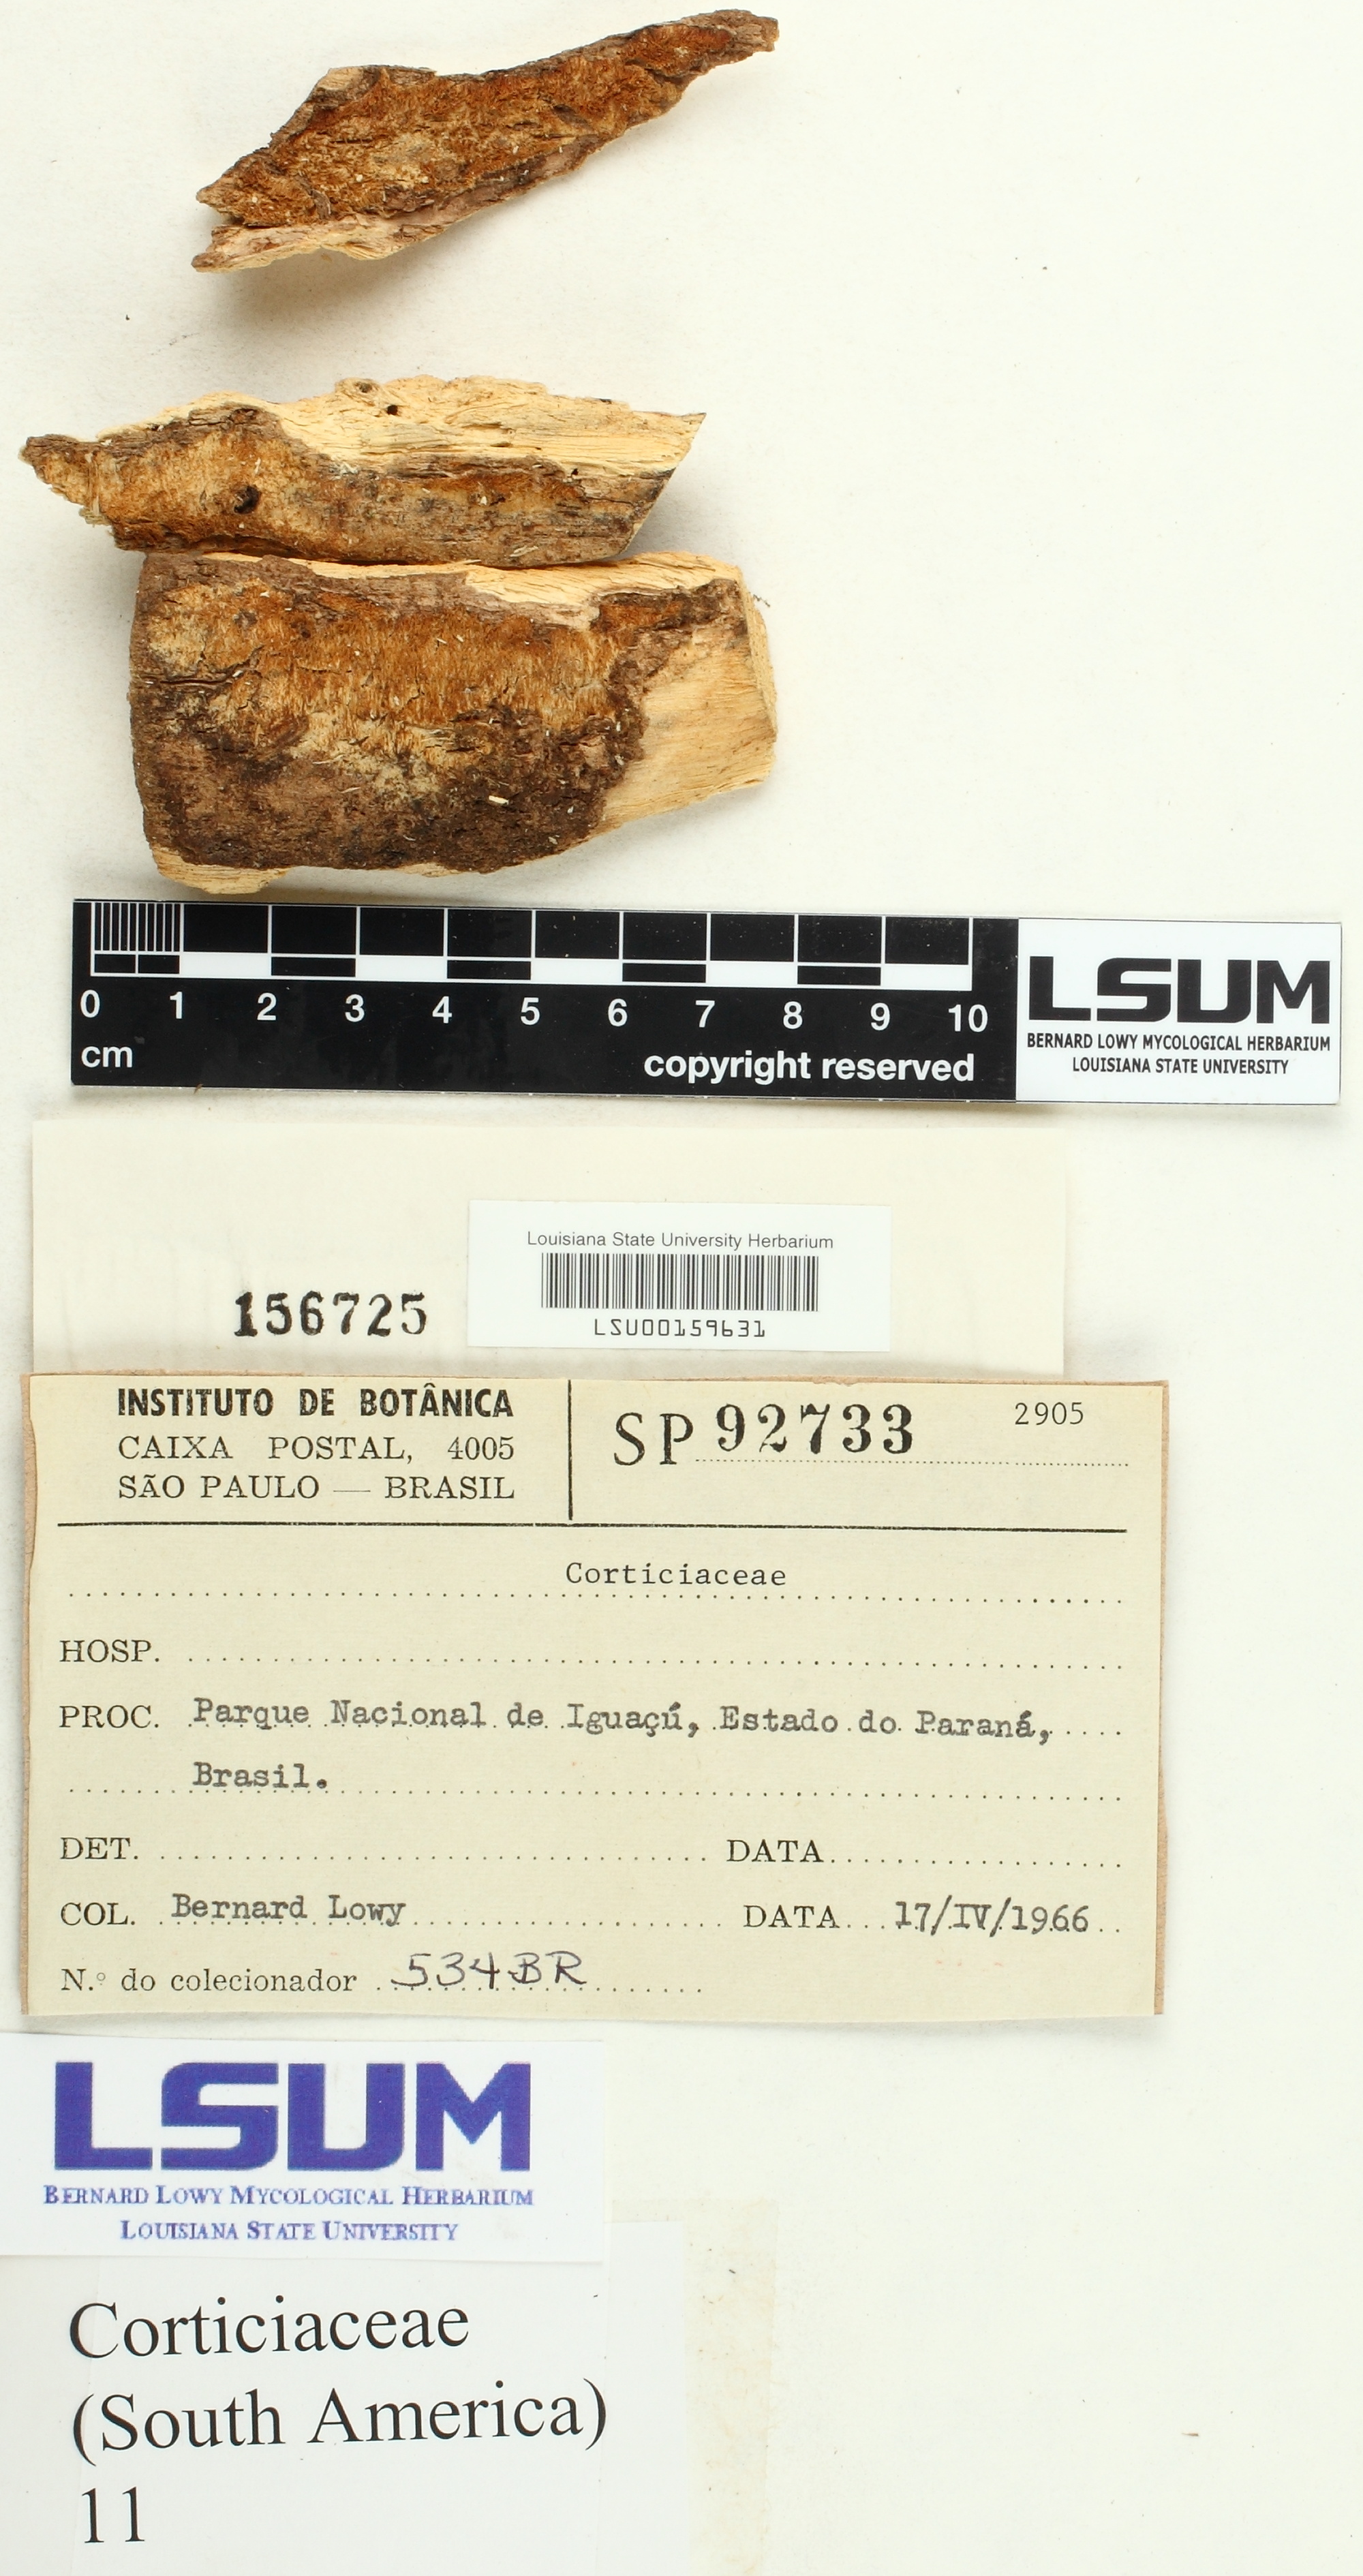 0 1 2 3 4 5 6 7 8 9 10
cm copyright reserved
LSUM
BERNARD LOWY MYCOLOGICAL HERBARIUM
LOUISIANA STATE UNIVERSITY
Louisiana State University Herbarium
LSU00159631
156725
INSTITUTO DE BOTÂNICA
CAIXA POSTAL, 4005
SÃO PAULO — BRASIL
SP 92733 2905
Corticiaceae
HOSP.
PROC. Parque Nacional de Iguaçú, Estado do Paraná,
Brasil.
DET. DATA
COL. Bernard Lowy DATA 17/IV/1966
N.º do colecionador 534BR
LSUM
BERNARD LOWY MYCOLOGICAL HERBARIUM
LOUISIANA STATE UNIVERSITY
Corticiaceae
(South America)
11